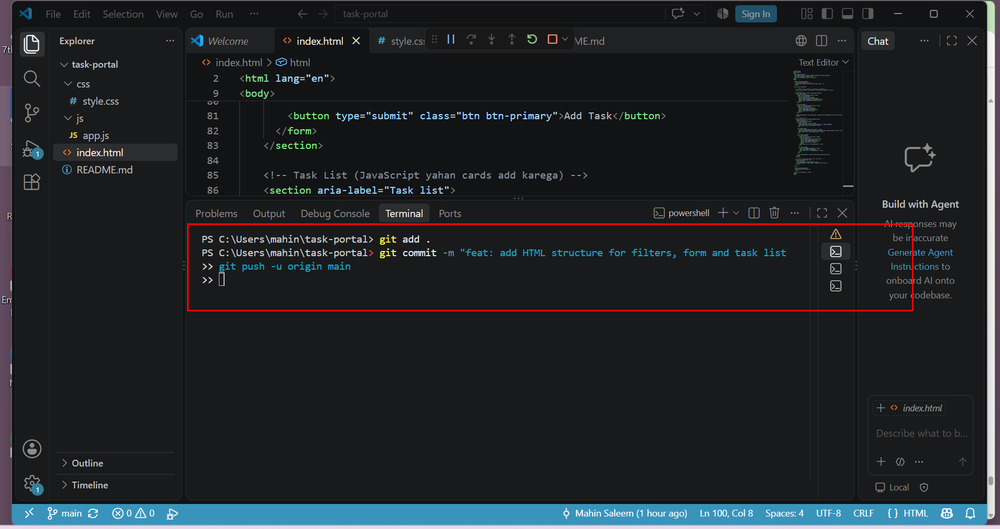 File Edit Selection View Go Run ··· task-portal Sign In
Explorer ···
task-portal
css
# style.css
js
JS app.js
<> index.html
README.md
Outline
Timeline
Welcome
<> index.html
# style.css
ME.md
<> index.html > html
Text Editor
2 <html lang="en">
9 <body>
80
81 <button type="submit" class="btn btn-primary">Add Task</button>
82 </form>
83 </section>
84
85 <!-- Task List (JavaScript yahan cards add karega) -->
86 <section aria-label="Task list">
Problems Output Debug Console Terminal Ports
powershell
PS C:\Users\mahin\task-portal> git add .
PS C:\Users\mahin\task-portal> git commit -m "feat: add HTML structure for filters, form and task list
>> git push -u origin main
>>
Chat
Build with Agent
AI responses may
be inaccurate
Generate Agent
Instructions to
onboard AI onto
your codebase.
<> index.html
Describe what to b...
Local
1
1
main 0 0
Mahin Saleem (1 hour ago) Ln 100, Col 8 Spaces: 4 UTF-8 CRLF { } HTML